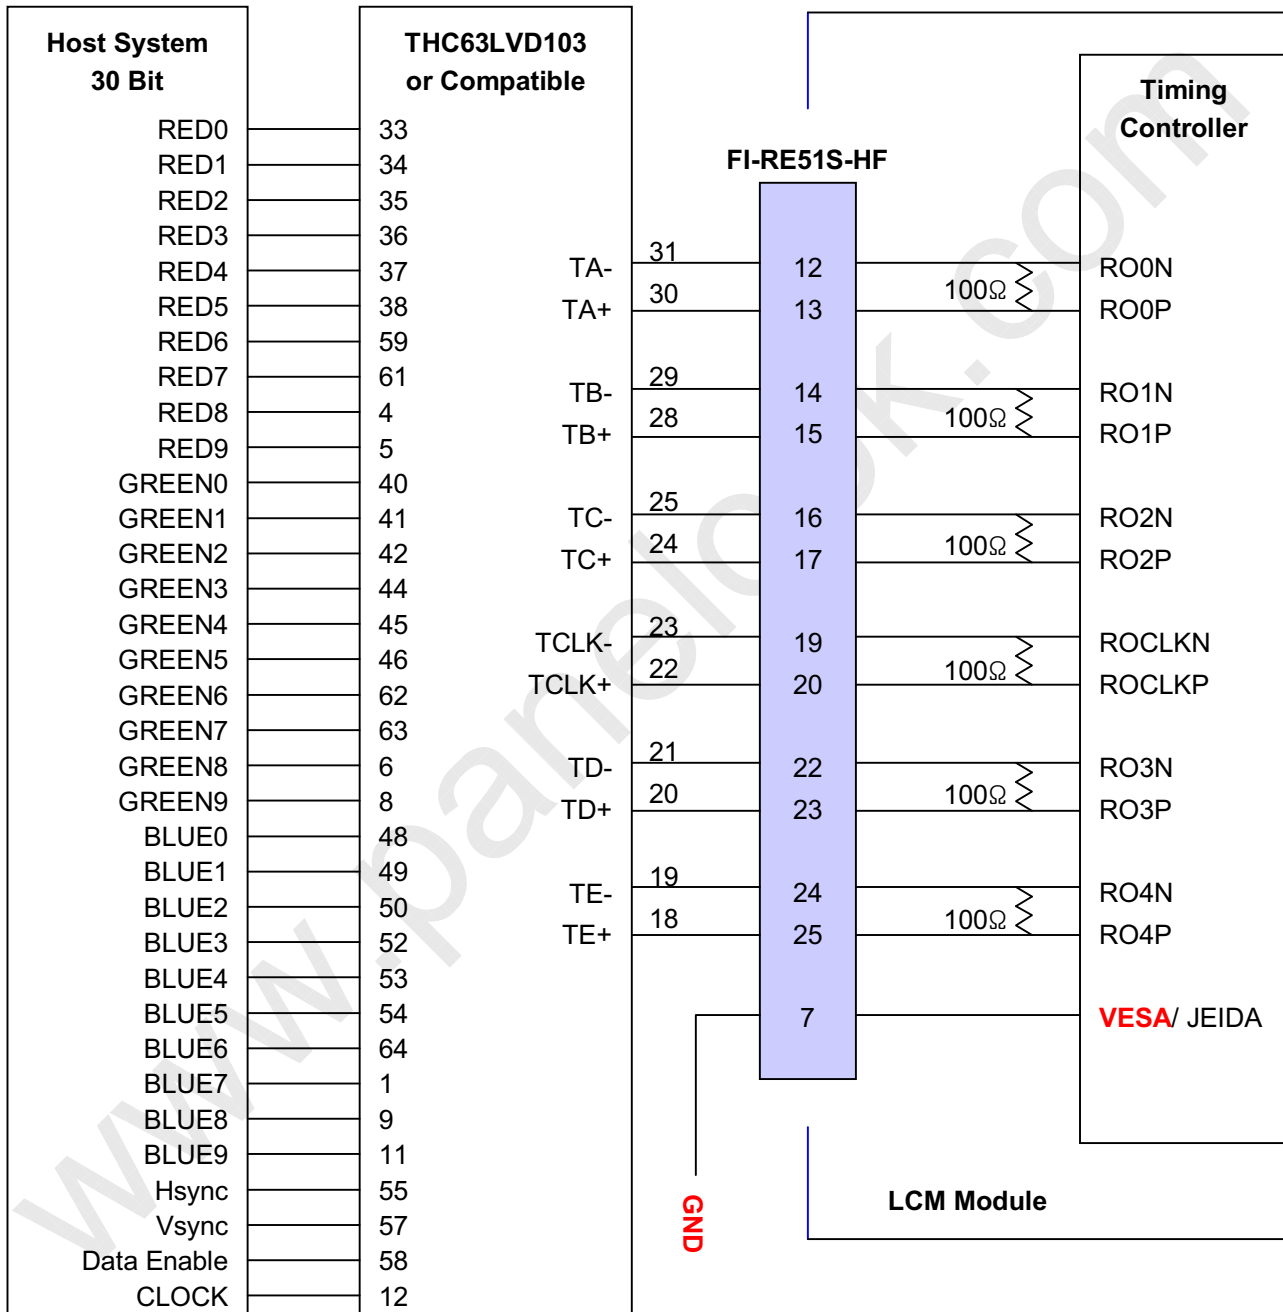 Host System
30 Bit
RED0
RED1
RED2
RED3
RED4
RED5
RED6
RED7
RED8
RED9
GREEN0
GREEN1
GREEN2
GREEN3
GREEN4
GREEN5
GREEN6
GREEN7
GREEN8
GREEN9
BLUE0
BLUE1
BLUE2
BLUE3
BLUE4
BLUE5
BLUE6
BLUE7
BLUE8
BLUE9
Hsync
Vsync
Data Enable
CLOCK
THC63LVD103
or Compatible
33
34
35
36
37
38
59
61
4
5
40
41
42
44
45
46
62
63
6
8
48
49
50
52
53
54
64
1
9
11
55
57
58
12
TA-
TA+
TB-
TB+
TC-
TC+
TCLK-
TCLK+
TD-
TD+
TE-
TE+
31
30
29
28
25
24
23
22
21
20
19
18
GND
FI-RE51S-HF
12
13
14
15
16
17
19
20
22
23
24
25
7
100Ω
100Ω
100Ω
100Ω
100Ω
100Ω
Timing
Controller
RO0N
RO0P
RO1N
RO1P
RO2N
RO2P
ROCLKN
ROCLKP
RO3N
RO3P
RO4N
RO4P
VESA/ JEIDA
LCM Module
www.panelook.com